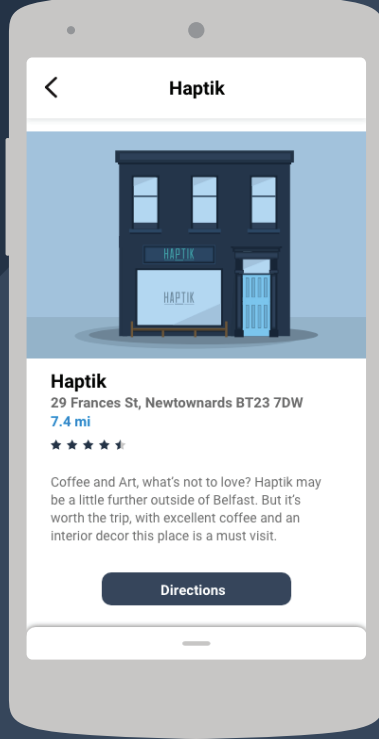 Haptik
HAPTIK
HAPTIK
Haptik
29 Frances St, Newtownards BT23 7DW
7.4 mi
Coffee and Art, what's not to love? Haptik may
be a little further outside of Belfast. But it's
worth the trip, with excellent coffee and an
interior decor this place is a must visit.
Directions